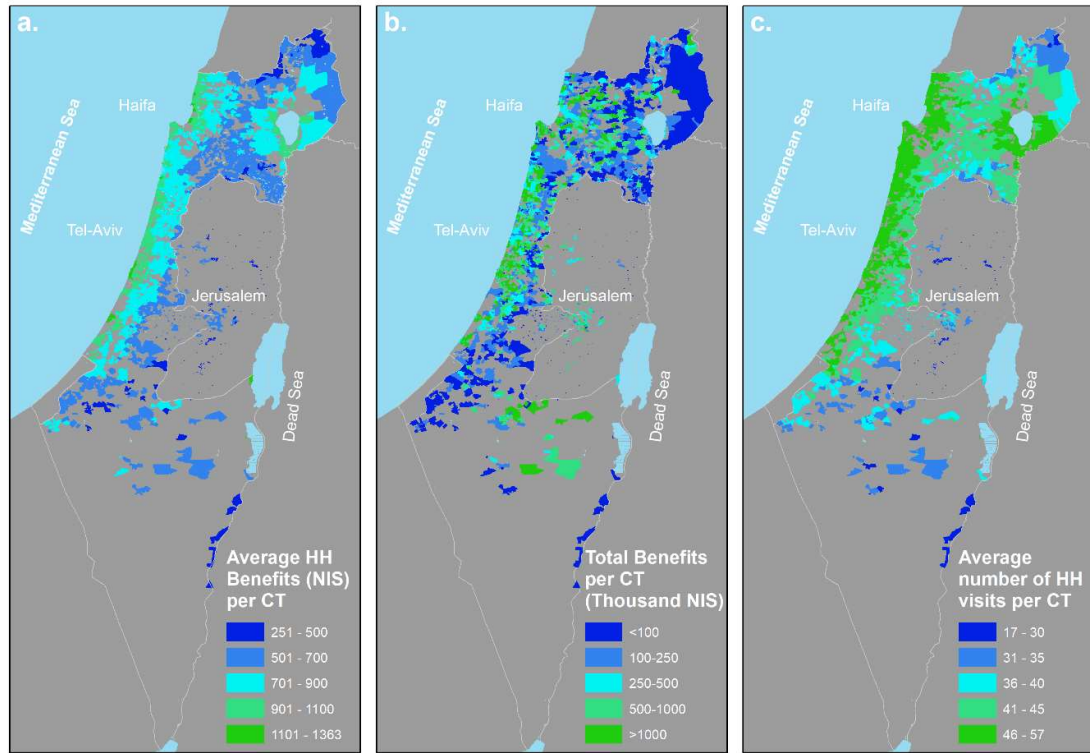 a.
Mediterranean Sea
Haifa
Tel-Aviv
Jerusalem
Dead Sea
Average HH
Benefits (NIS)
per CT
251 - 500
501 - 700
701 - 900
901 - 1100
1101 - 1363
b.
Mediterranean Sea
Haifa
Tel-Aviv
Jerusalem
Dead Sea
Total Benefits
per CT
(Thousand NIS)
<100
100-250
250-500
500-1000
>1000
c.
Mediterranean Sea
Haifa
Tel-Aviv
Jerusalem
Dead Sea
Average
number of HH
visits per CT
17 - 30
31 - 35
36 - 40
41 - 45
46 - 57